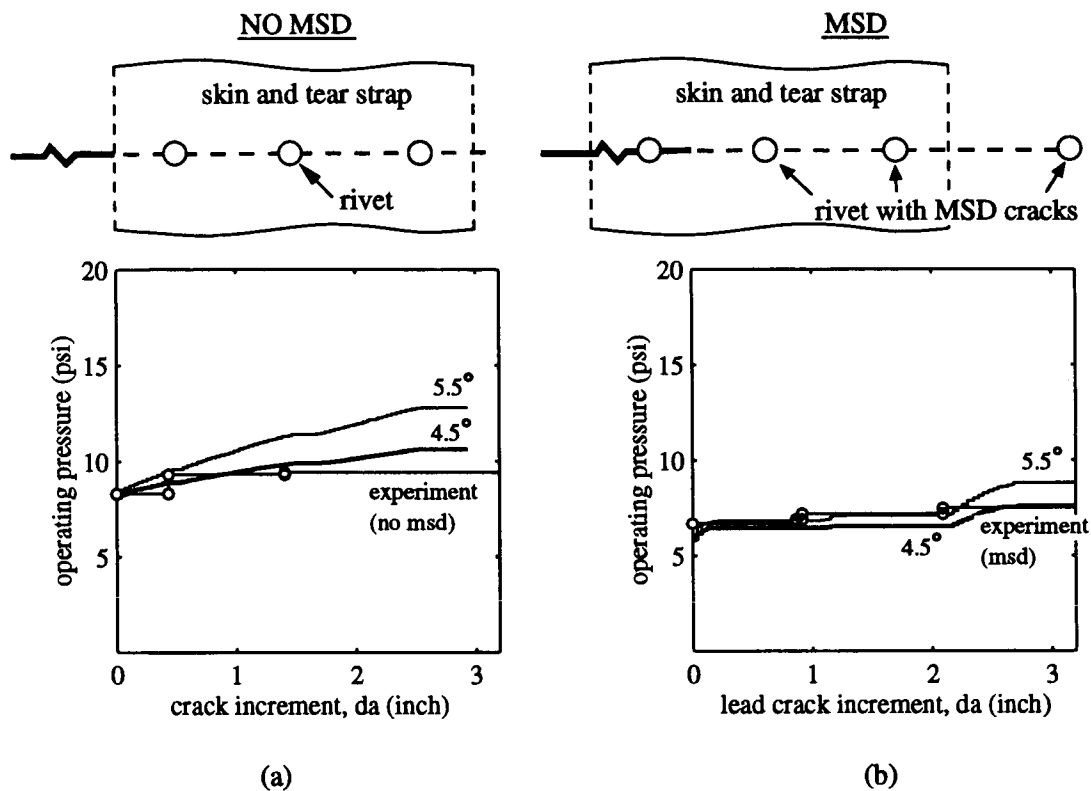 NO MSD
skin and tear strap
rivet
20
15
10
5
operating pressure (psi)
5.5°
4.5°
experiment
(no msd)
0 1 2 3
crack increment, da (inch)
(a)
MSD
skin and tear strap
rivet with MSD cracks
20
15
10
5
operating pressure (psi)
5.5°
4.5°
experiment
(msd)
0 1 2 3
lead crack increment, da (inch)
(b)